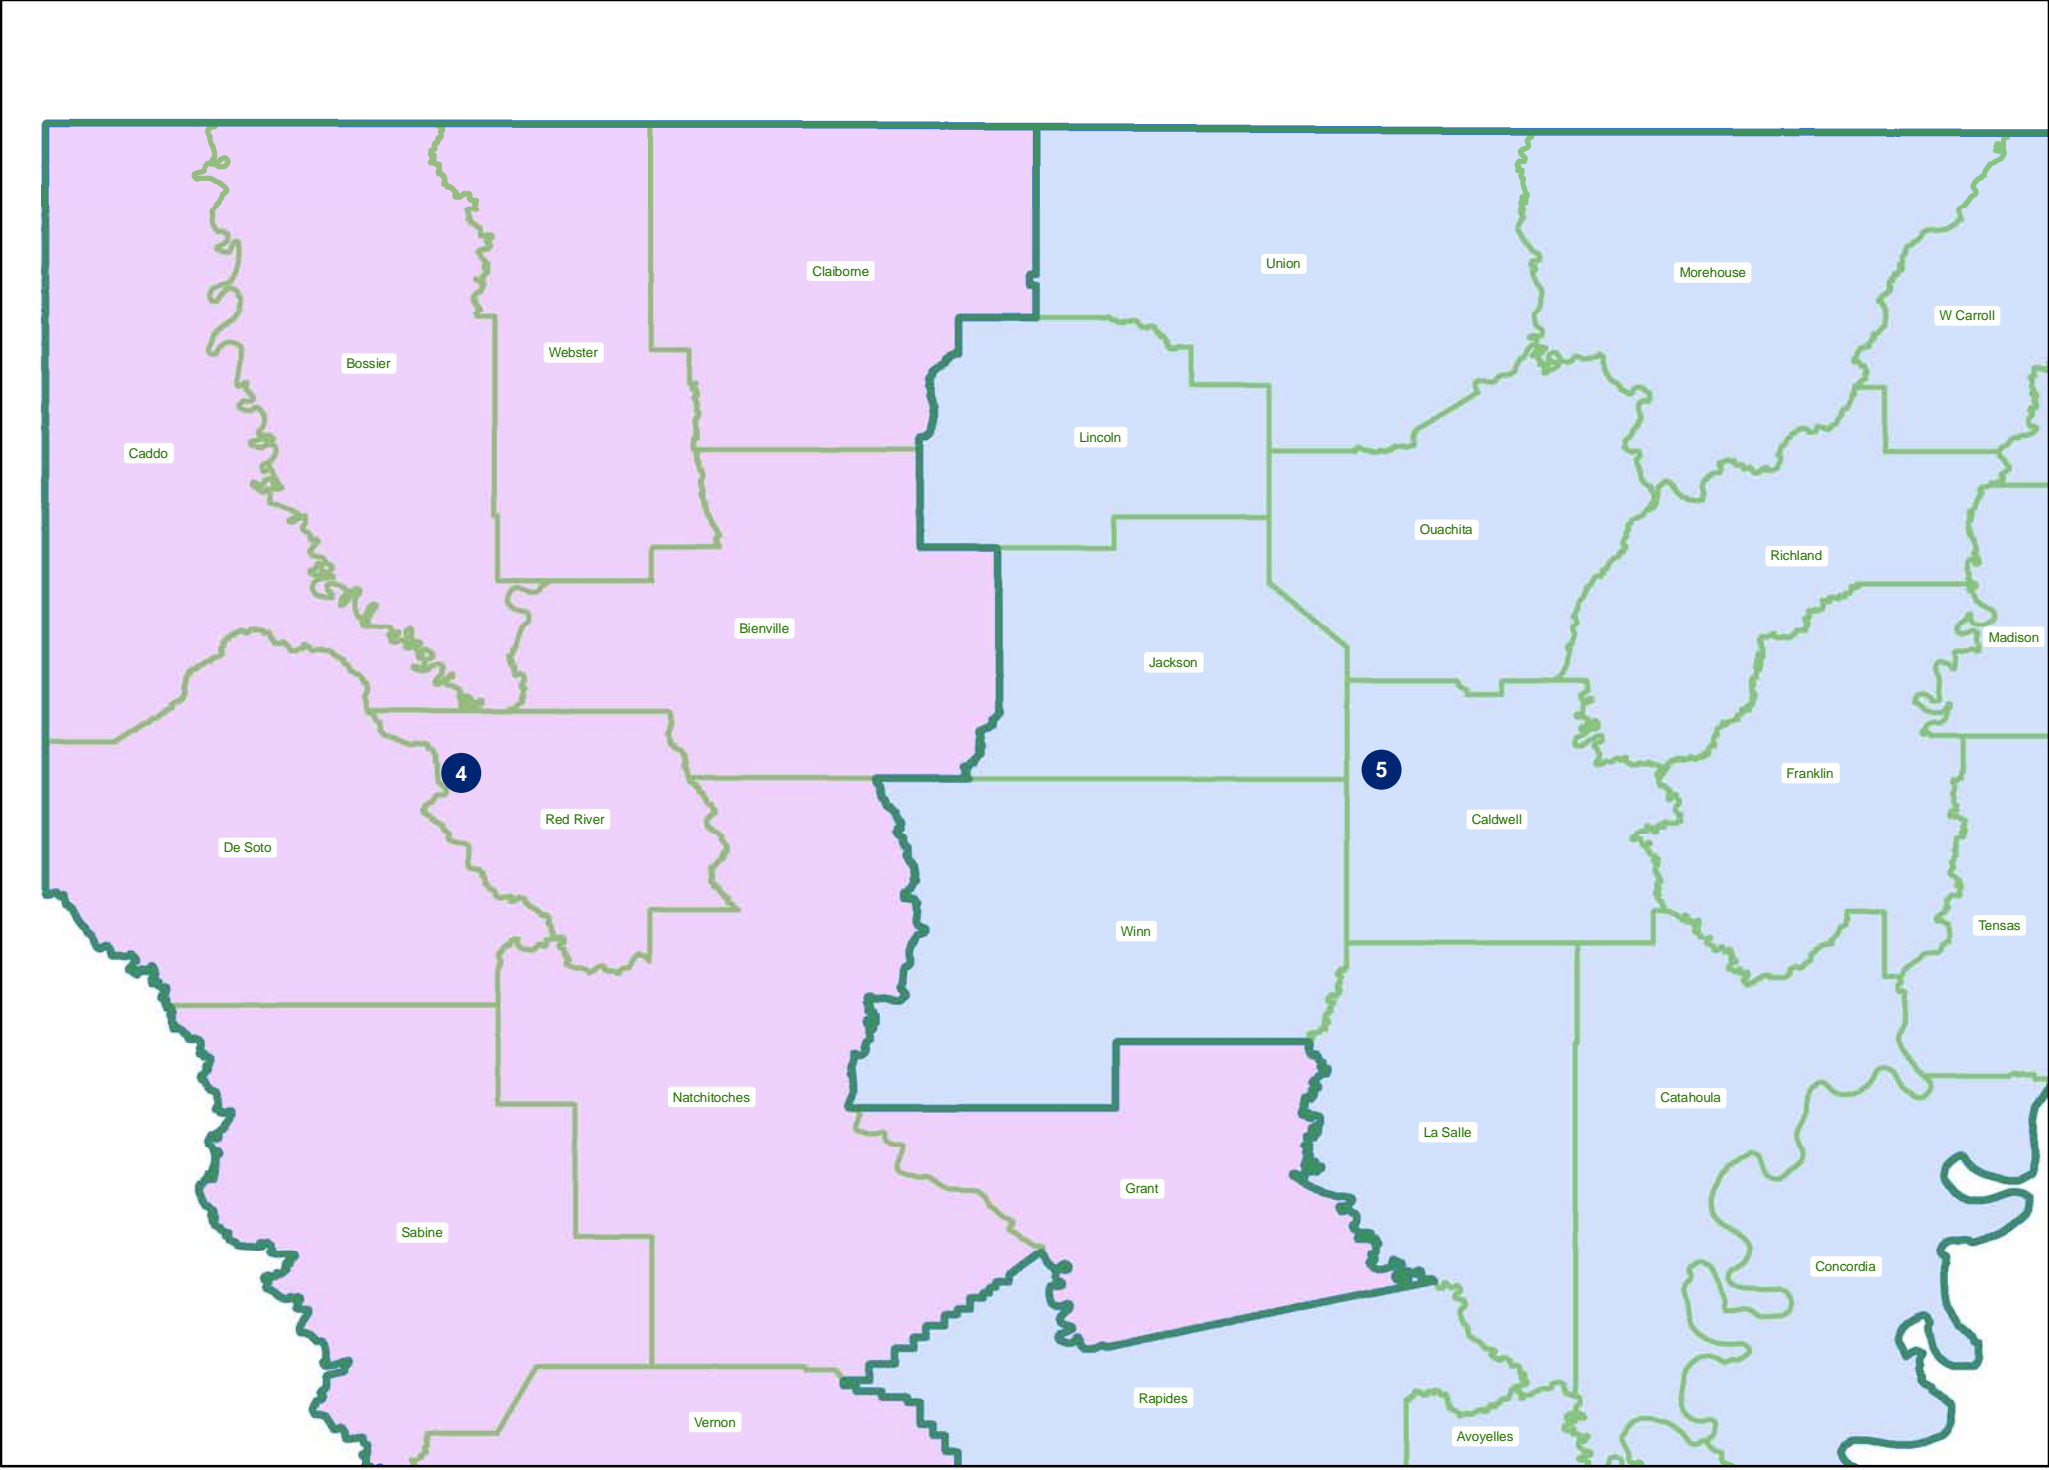 Union
Claiborne
Morehouse
W Carroll
Webster
Bossier
Lincoln
Caddo
Ouachita
Richland
Bienville
Madison
Jackson
4
5
Franklin
Red River
Caldwell
De Soto
Tensas
Winn
Natchitoches
Catahoula
La Salle
Grant
Sabine
Concordia
Rapides
Vernon
Avoyelles